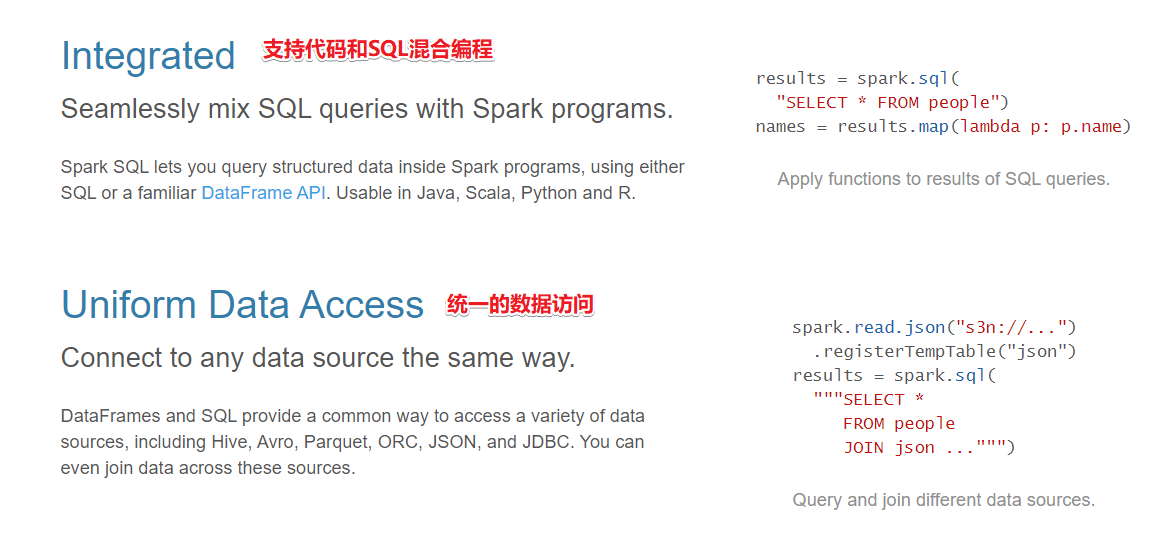 Integrated 支持代码和SQL混合编程
Seamlessly mix SQL queries with Spark programs.
Spark SQL lets you query structured data inside Spark programs, using either
SQL or a familiar DataFrame API. Usable in Java, Scala, Python and R.
results = spark.sql(
"SELECT * FROM people")
names = results.map(lambda p: p.name)
Apply functions to results of SQL queries.
Uniform Data Access 统一的数据访问
Connect to any data source the same way.
DataFrames and SQL provide a common way to access a variety of data
sources, including Hive, Avro, Parquet, ORC, JSON, and JDBC. You can
even join data across these sources.
spark.read.json("s3n://...")
.registerTempTable("json")
results = spark.sql(
"""SELECT *
FROM people
JOIN json ...""")
Query and join different data sources.